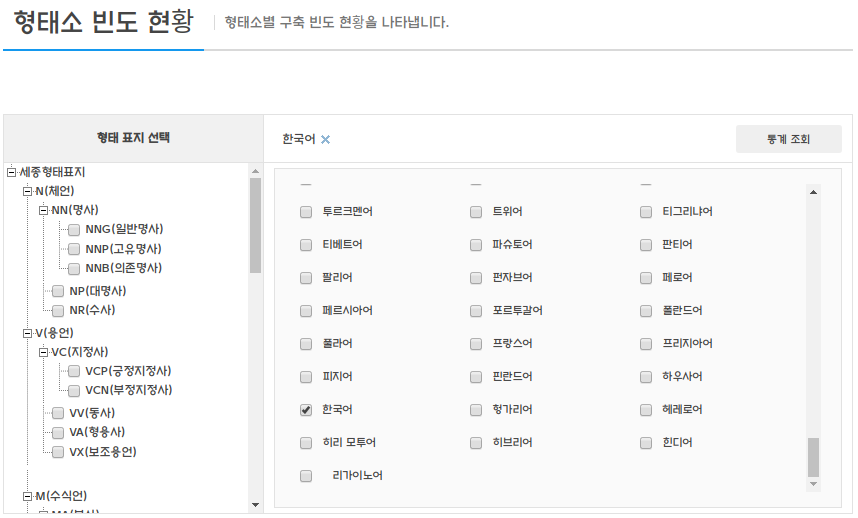 형태소 빈도 현황
형태소별 구축 빈도 현황을 나타냅니다.
형태 표지 선택
한국어
통계 조회
세종형태표지
N(체언)
NN(명사)
NNG(일반명사)
NNP(고유명사)
NNB(의존명사)
NP(대명사)
NR(수사)
V(용언)
VC(지정사)
VCP(긍정지정사)
VCN(부정지정사)
VV(동사)
VA(형용사)
VX(보조용언)
M(수식언)
투르크멘어 트위어 티그리냐어
티베트어 파슈토어 판티어
팔리어 펀자브어 페로어
페르시아어 포르투갈어 폴란드어
풀라어 프랑스어 프리지아어
피지어 핀란드어 하우사어
한국어 헝가리어 헤레로어
히리 모투어 히브리어 힌디어
리가이노어